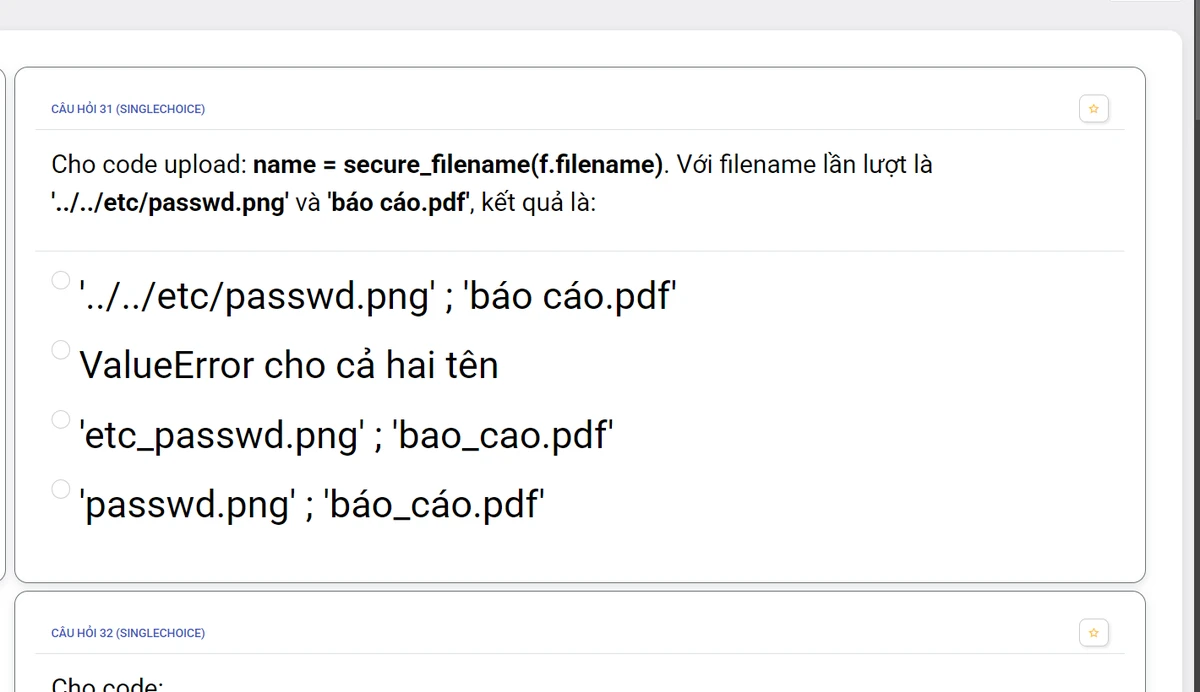 CÂU HỎI 31 (SINGLECHOICE)
Cho code upload: name = secure_filename(f.filename). Với filename lần lượt là
'../../etc/passwd.png' và 'báo cáo.pdf', kết quả là:
'../../etc/passwd.png' ; 'báo cáo.pdf'
ValueError cho cả hai tên
'etc_passwd.png' ; 'bao_cao.pdf'
'passwd.png' ; 'báo_cáo.pdf'
CÂU HỎI 32 (SINGLECHOICE)
Cho code: